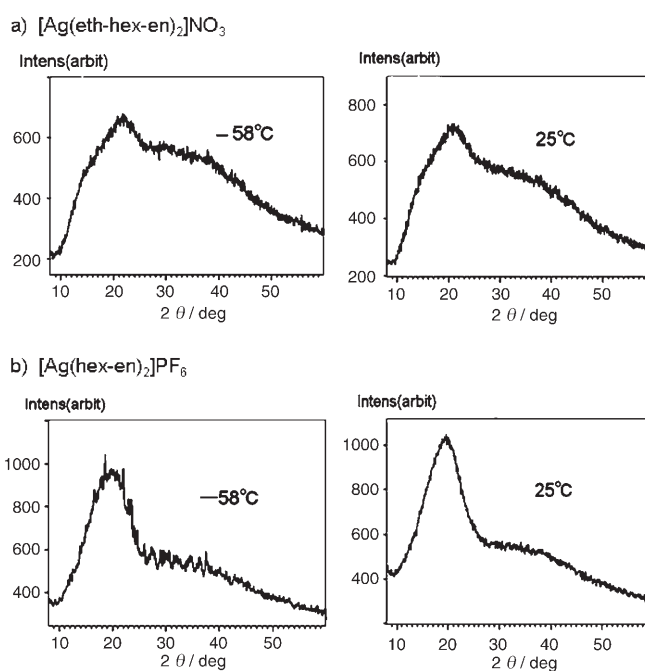 a) [Ag(eth-hex-en)₂]NO₃
Intens(arbit)
600
400
200
– 58°C
10 20 30 40 50
2 θ / deg
Intens(arbit)
800
600
400
200
25°C
10 20 30 40 50
2 θ / deg
b) [Ag(hex-en)₂]PF₆
Intens(arbit)
1000
800
600
400
—58°C
10 20 30 40 50
2 θ / deg
Intens(arbit)
1000
800
600
400
25°C
10 20 30 40 50
2 θ / deg